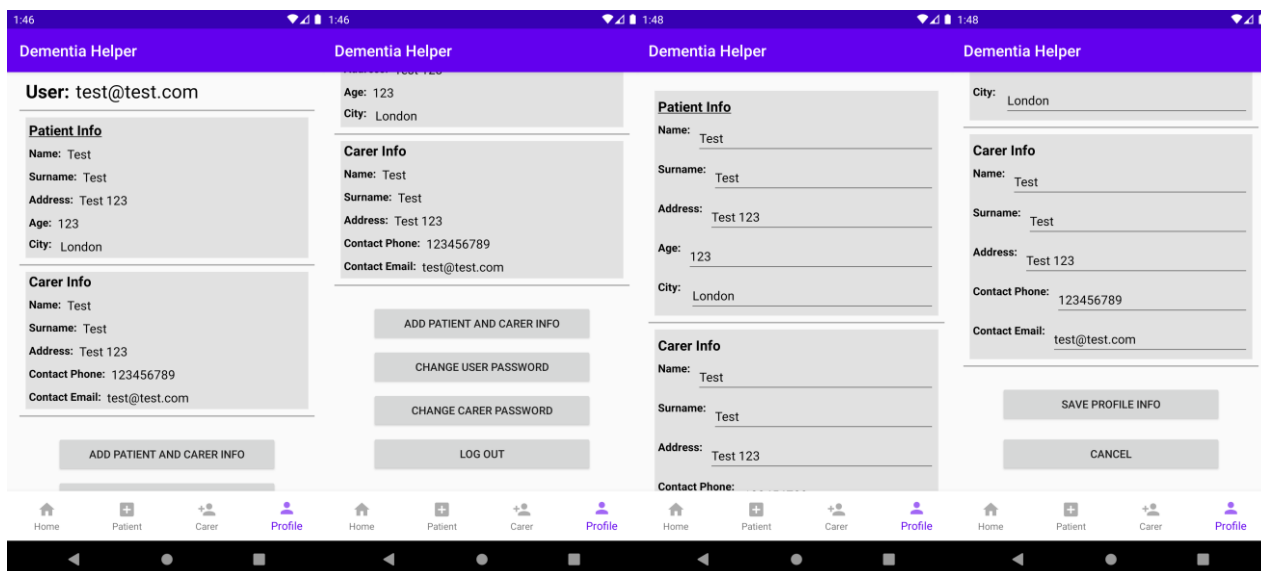 1:46
Dementia Helper
User: test@test.com
Patient Info
Name: Test
Surname: Test
Address: Test 123
Age: 123
City: London
Carer Info
Name: Test
Surname: Test
Address: Test 123
Contact Phone: 123456789
Contact Email: test@test.com
ADD PATIENT AND CARER INFO
Home Patient Carer Profile
1:46
Dementia Helper
Age: 123
City: London
Carer Info
Name: Test
Surname: Test
Address: Test 123
Contact Phone: 123456789
Contact Email: test@test.com
ADD PATIENT AND CARER INFO
CHANGE USER PASSWORD
CHANGE CARER PASSWORD
LOG OUT
Home Patient Carer Profile
1:48
Dementia Helper
Patient Info
Name: Test
Surname: Test
Address: Test 123
Age: 123
City: London
Carer Info
Name: Test
Surname: Test
Address: Test 123
Contact Phone:
Home Patient Carer Profile
1:48
Dementia Helper
City: London
Carer Info
Name: Test
Surname: Test
Address: Test 123
Contact Phone: 123456789
Contact Email: test@test.com
SAVE PROFILE INFO
CANCEL
Home Patient Carer Profile